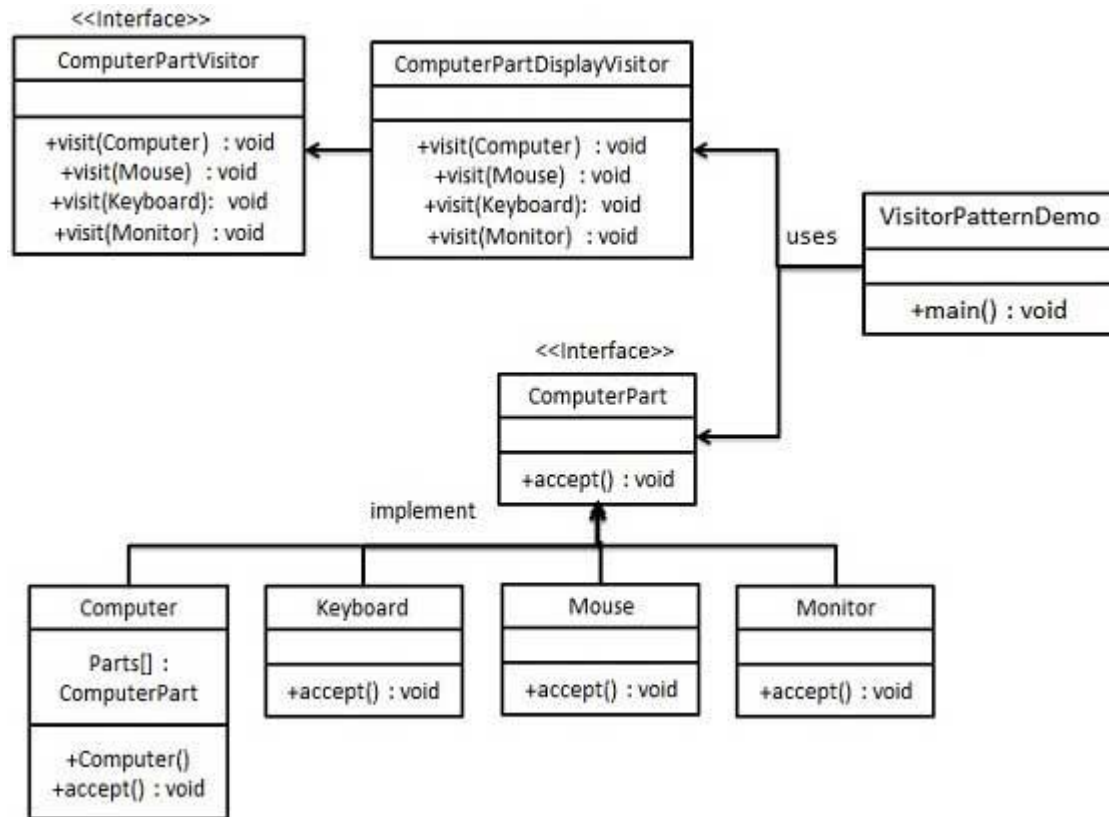 <<Interface>>
ComputerPartVisitor
+visit(Computer) : void
+visit(Mouse) : void
+visit(Keyboard): void
+visit(Monitor) : void
ComputerPartDisplayVisitor
+visit(Computer) : void
+visit(Mouse) : void
+visit(Keyboard): void
+visit(Monitor) : void
uses
VisitorPatternDemo
+main() : void
<<Interface>>
ComputerPart
+accept() : void
implement
Computer
Parts[] :
ComputerPart
+Computer()
+accept() : void
Keyboard
+accept() : void
Mouse
+accept() : void
Monitor
+accept() : void